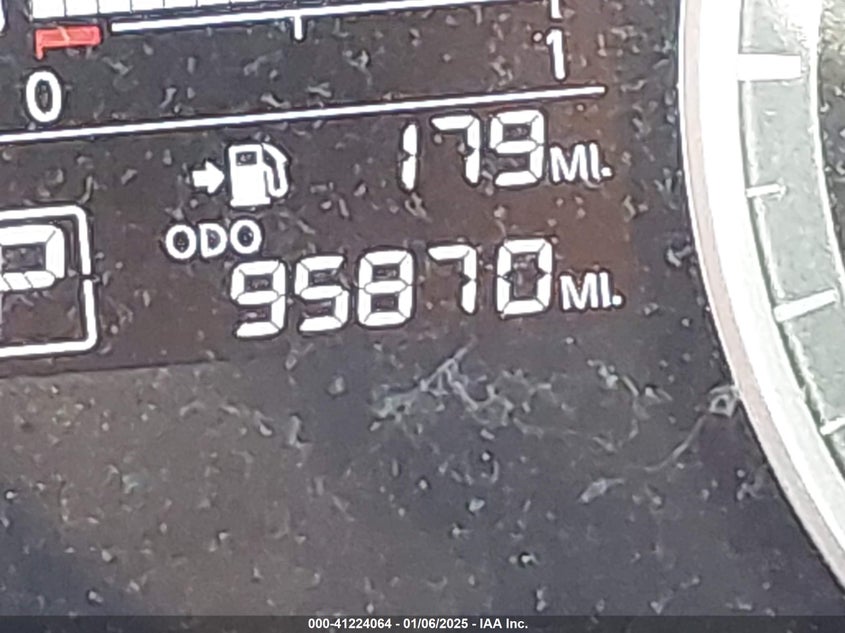 0 1
179 MI.
ODO
P
95870 MI.
000-41224064 - 01/06/2025 - IAA Inc.